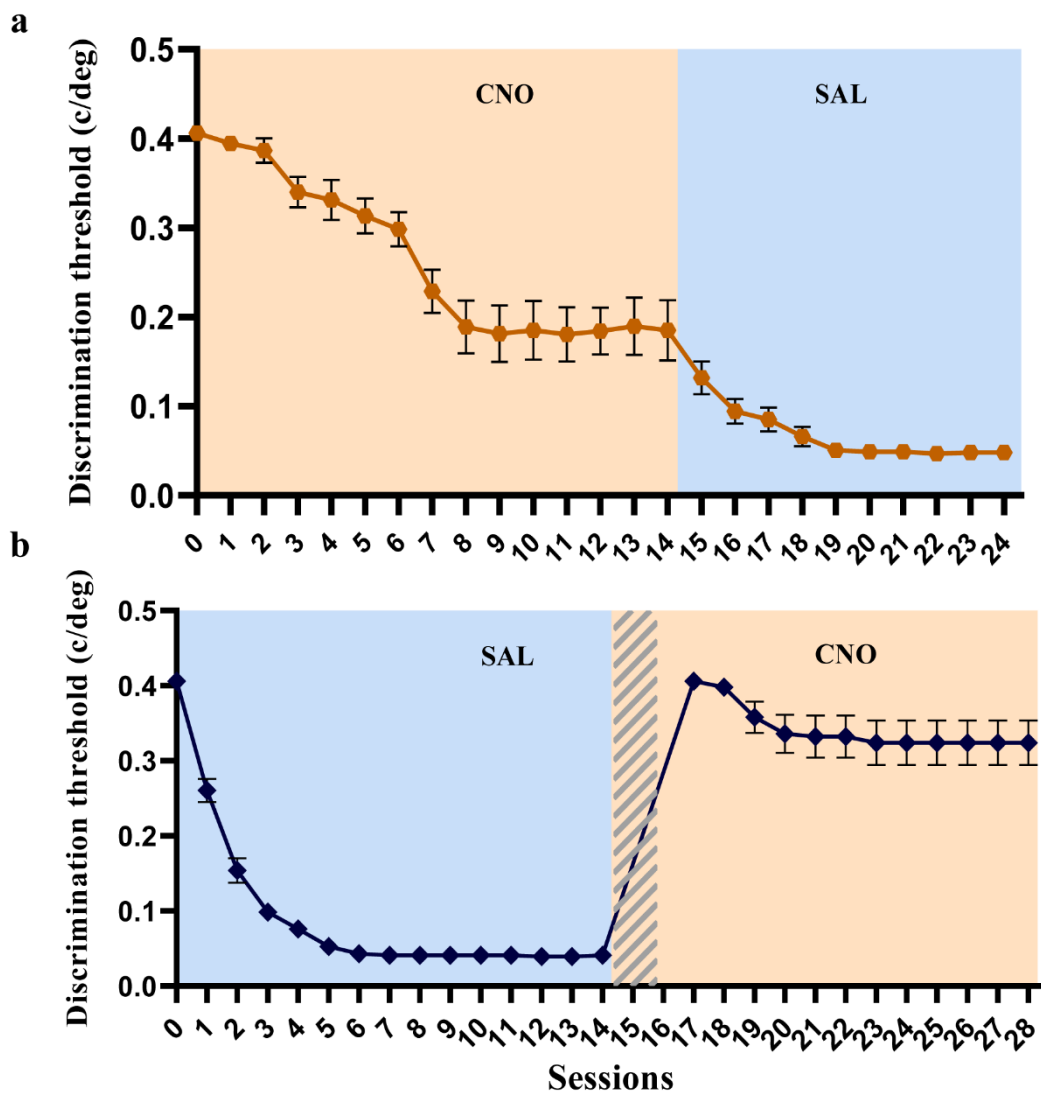 a
Discrimination threshold (c/deg)
0.5
0.4
0.3
0.2
0.1
0.0
CNO
SAL
0 1 2 3 4 5 6 7 8 9 10 11 12 13 14 15 16 17 18 19 20 21 22 23 24
b
Discrimination threshold (c/deg)
0.5
0.4
0.3
0.2
0.1
0.0
SAL
CNO
0 1 2 3 4 5 6 7 8 9 10 11 12 13 14 15 16 17 18 19 20 21 22 23 24 25 26 27 28
Sessions